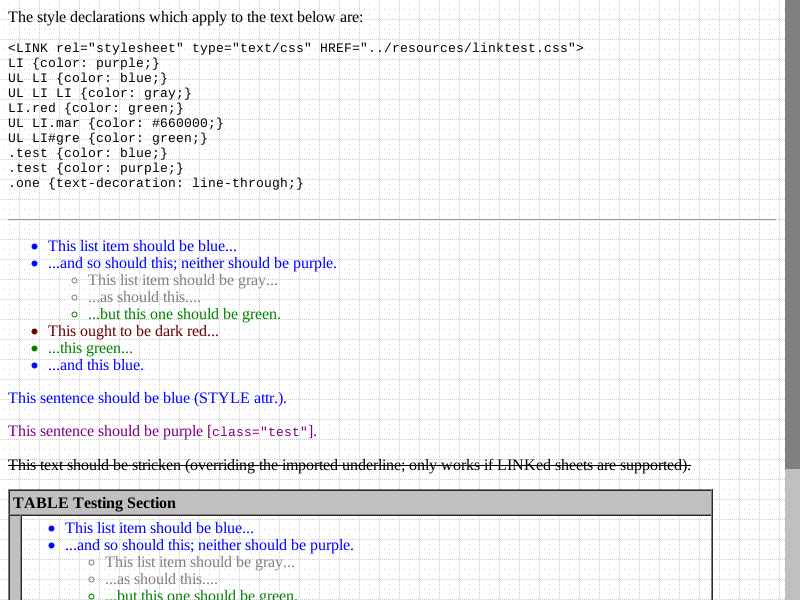 The style declarations which apply to the text below are:
<LINK rel="stylesheet" type="text/css" HREF="../resources/linktest.css">
LI {color: purple;}
UL LI {color: blue;}
UL LI LI {color: gray;}
LI.red {color: green;}
UL LI.mar {color: #660000;}
UL LI#gre {color: green;}
.test {color: blue;}
.test {color: purple;}
.one {text-decoration: line-through;}
This list item should be blue...
...and so should this; neither should be purple.
This list item should be gray...
...as should this....
...but this one should be green.
This ought to be dark red...
...this green...
...and this blue.
This sentence should be blue (STYLE attr.).
This sentence should be purple [class="test"].
This text should be stricken (overriding the imported underline; only works if LINKed sheets are supported).
TABLE Testing Section
This list item should be blue...
...and so should this; neither should be purple.
This list item should be gray...
...as should this....
...but this one should be green.